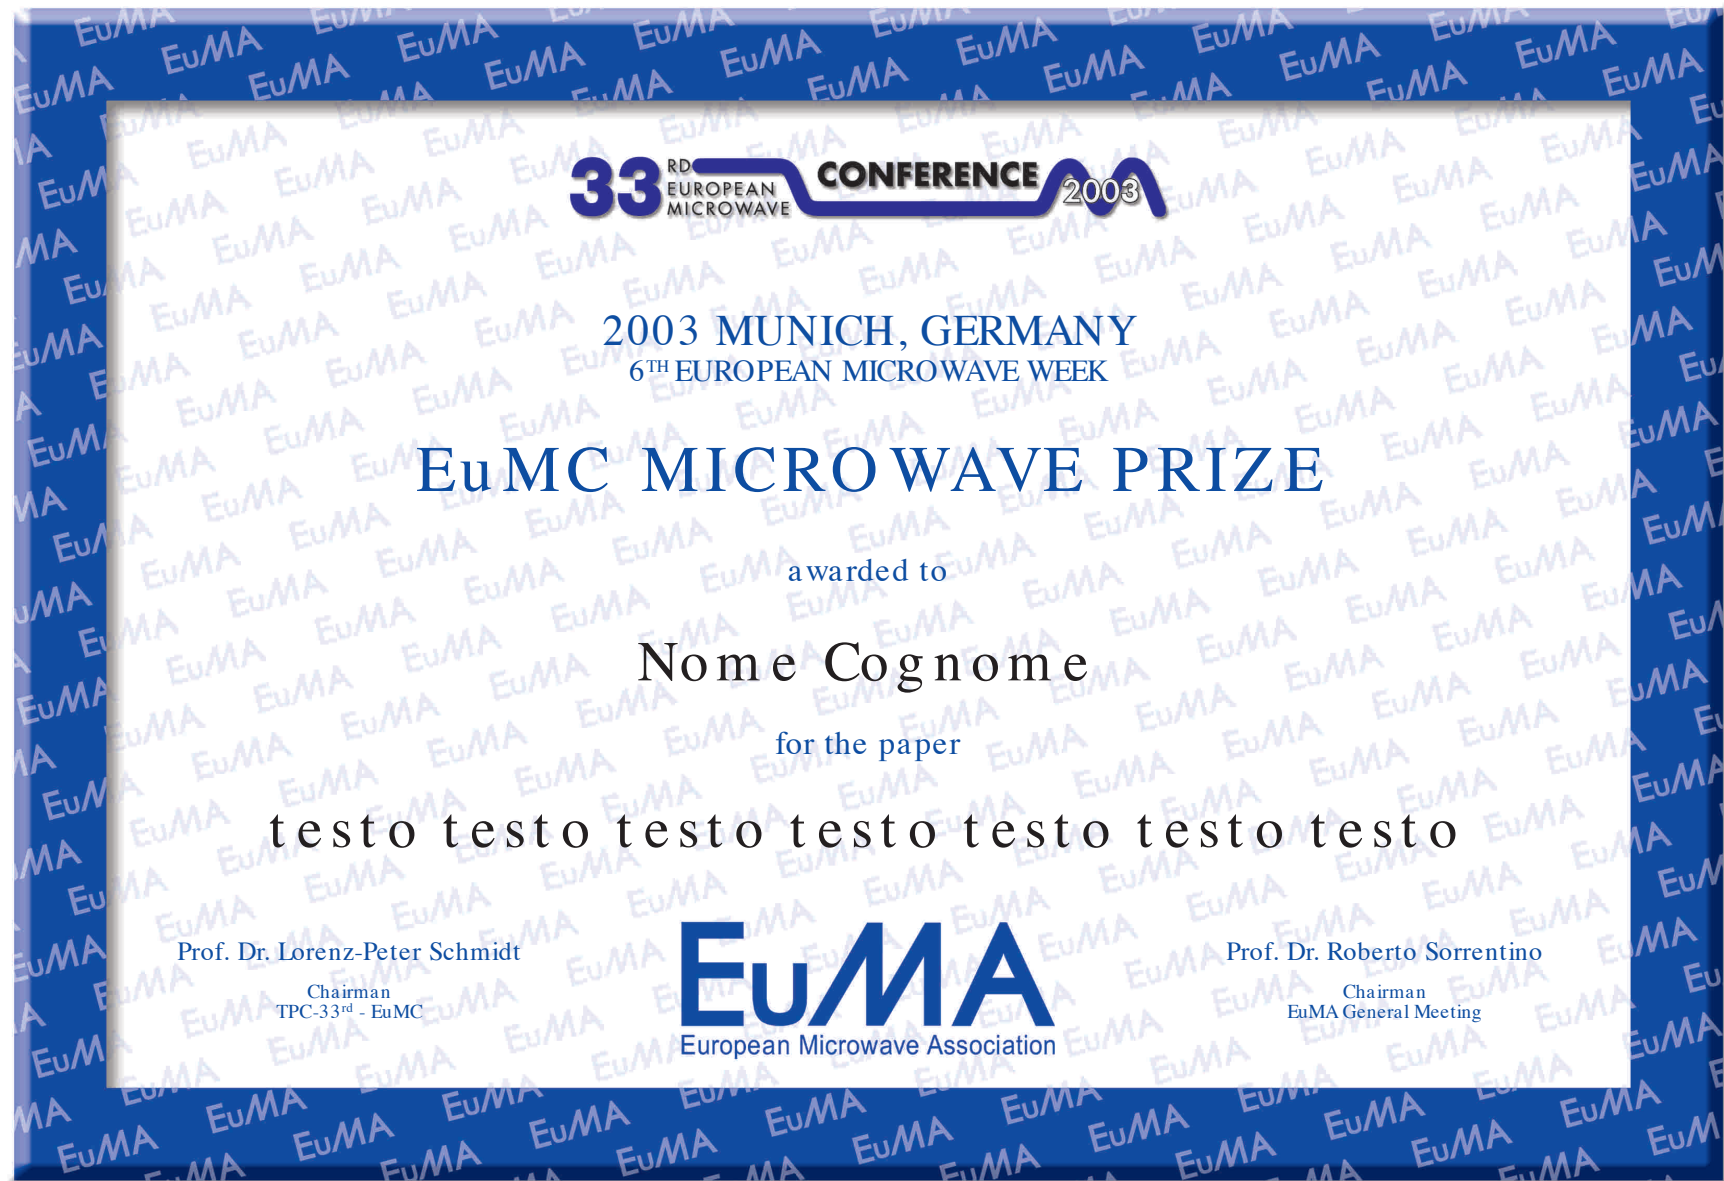 33 RD
EUROPEAN
MICROWAVE
CONFERENCE
2003
2003 MUNICH, GERMANY
6TH EUROPEAN MICROWAVE WEEK
EuMC MICROWAVE PRIZE
awarded to
Nome Cognome
for the paper
testo testo testo testo testo testo testo
Prof. Dr. Lorenz-Peter Schmidt
Chairman
TPC-33rd - EuMC
EuMA
European Microwave Association
Prof. Dr. Roberto Sorrentino
Chairman
EuMA General Meeting